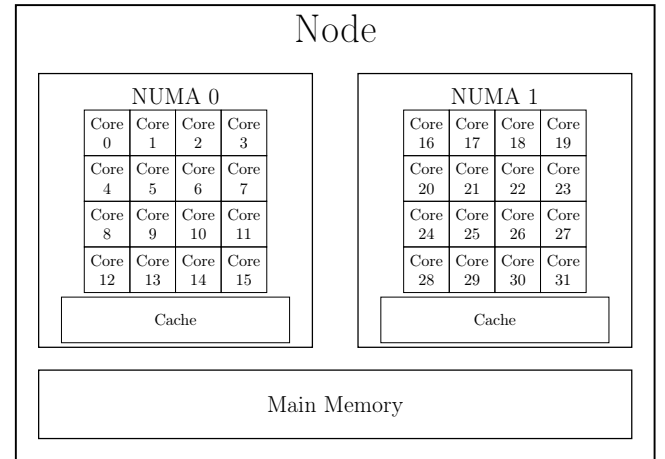 Node
NUMA 0
Core 0
Core 1
Core 2
Core 3
Core 4
Core 5
Core 6
Core 7
Core 8
Core 9
Core 10
Core 11
Core 12
Core 13
Core 14
Core 15
Cache
NUMA 1
Core 16
Core 17
Core 18
Core 19
Core 20
Core 21
Core 22
Core 23
Core 24
Core 25
Core 26
Core 27
Core 28
Core 29
Core 30
Core 31
Cache
Main Memory